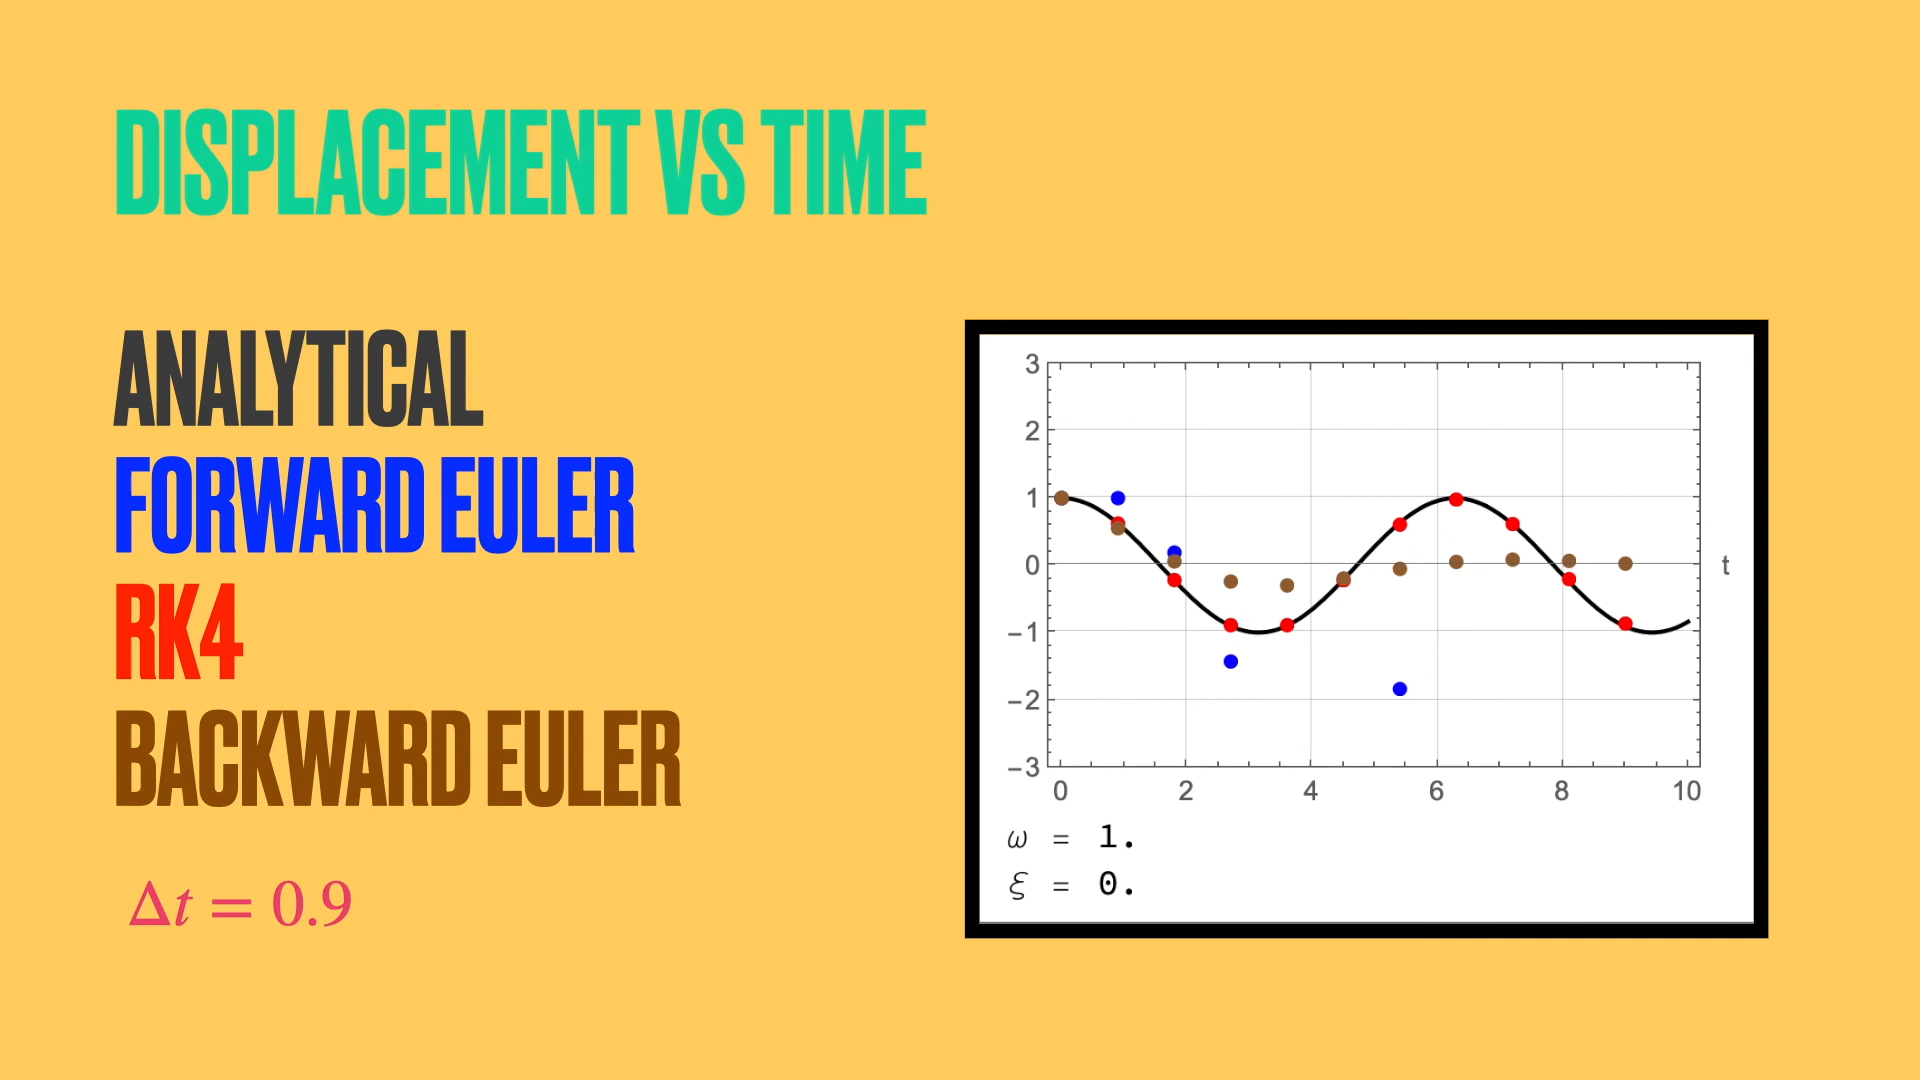 DISPLACEMENT VS TIME
ANALYTICAL
FORWARD EULER
RK4
BACKWARD EULER
Δt = 0.9
3
2
1
0
−1
−2
−3
0 2 4 6 8 10
t
ω = 1.
ξ = 0.